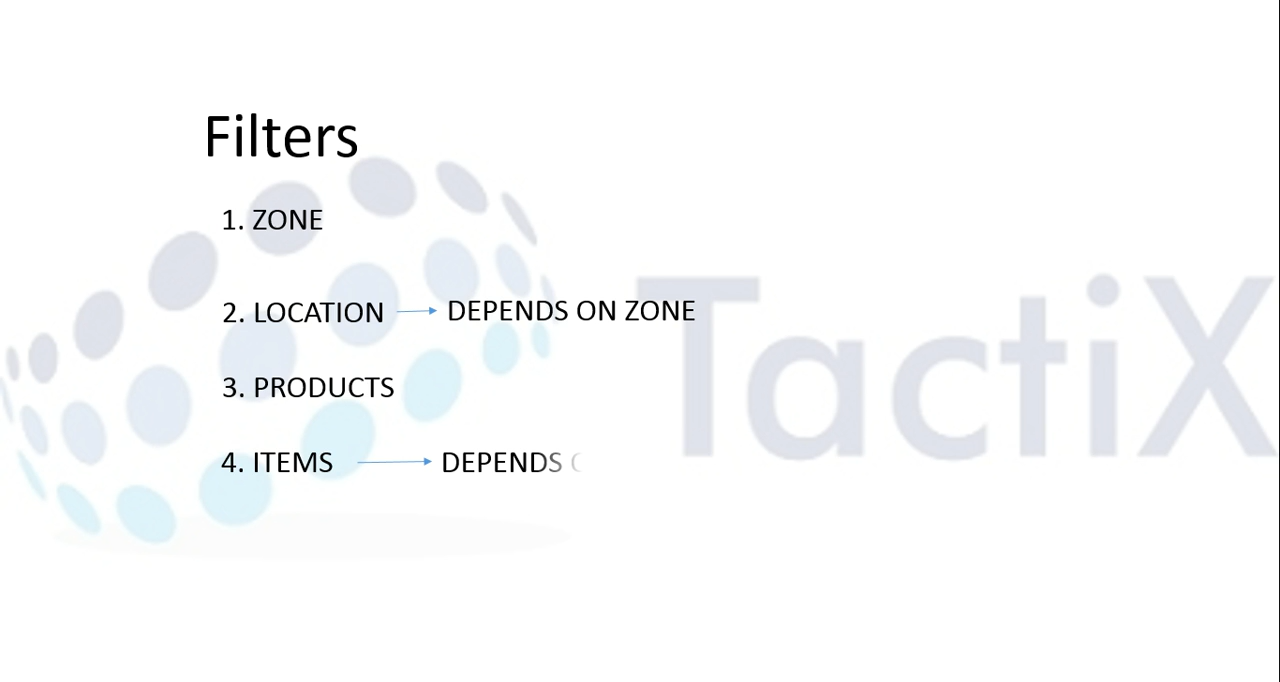 Filters
1. ZONE
2. LOCATION → DEPENDS ON ZONE
3. PRODUCTS
4. ITEMS → DEPENDS
TactiX